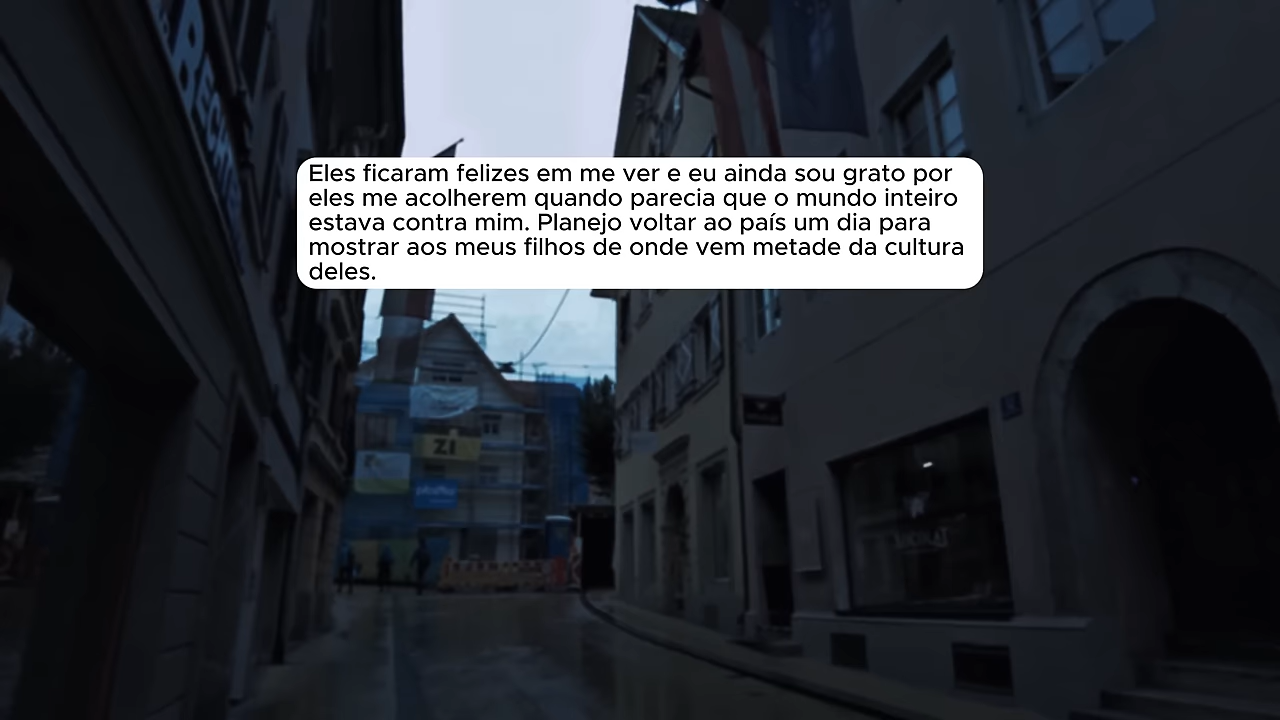 Eles ficaram felizes em me ver e eu ainda sou grato por
eles me acolherem quando parecia que o mundo inteiro
estava contra mim. Planejo voltar ao país um dia para
mostrar aos meus filhos de onde vem metade da cultura
deles.
ZI